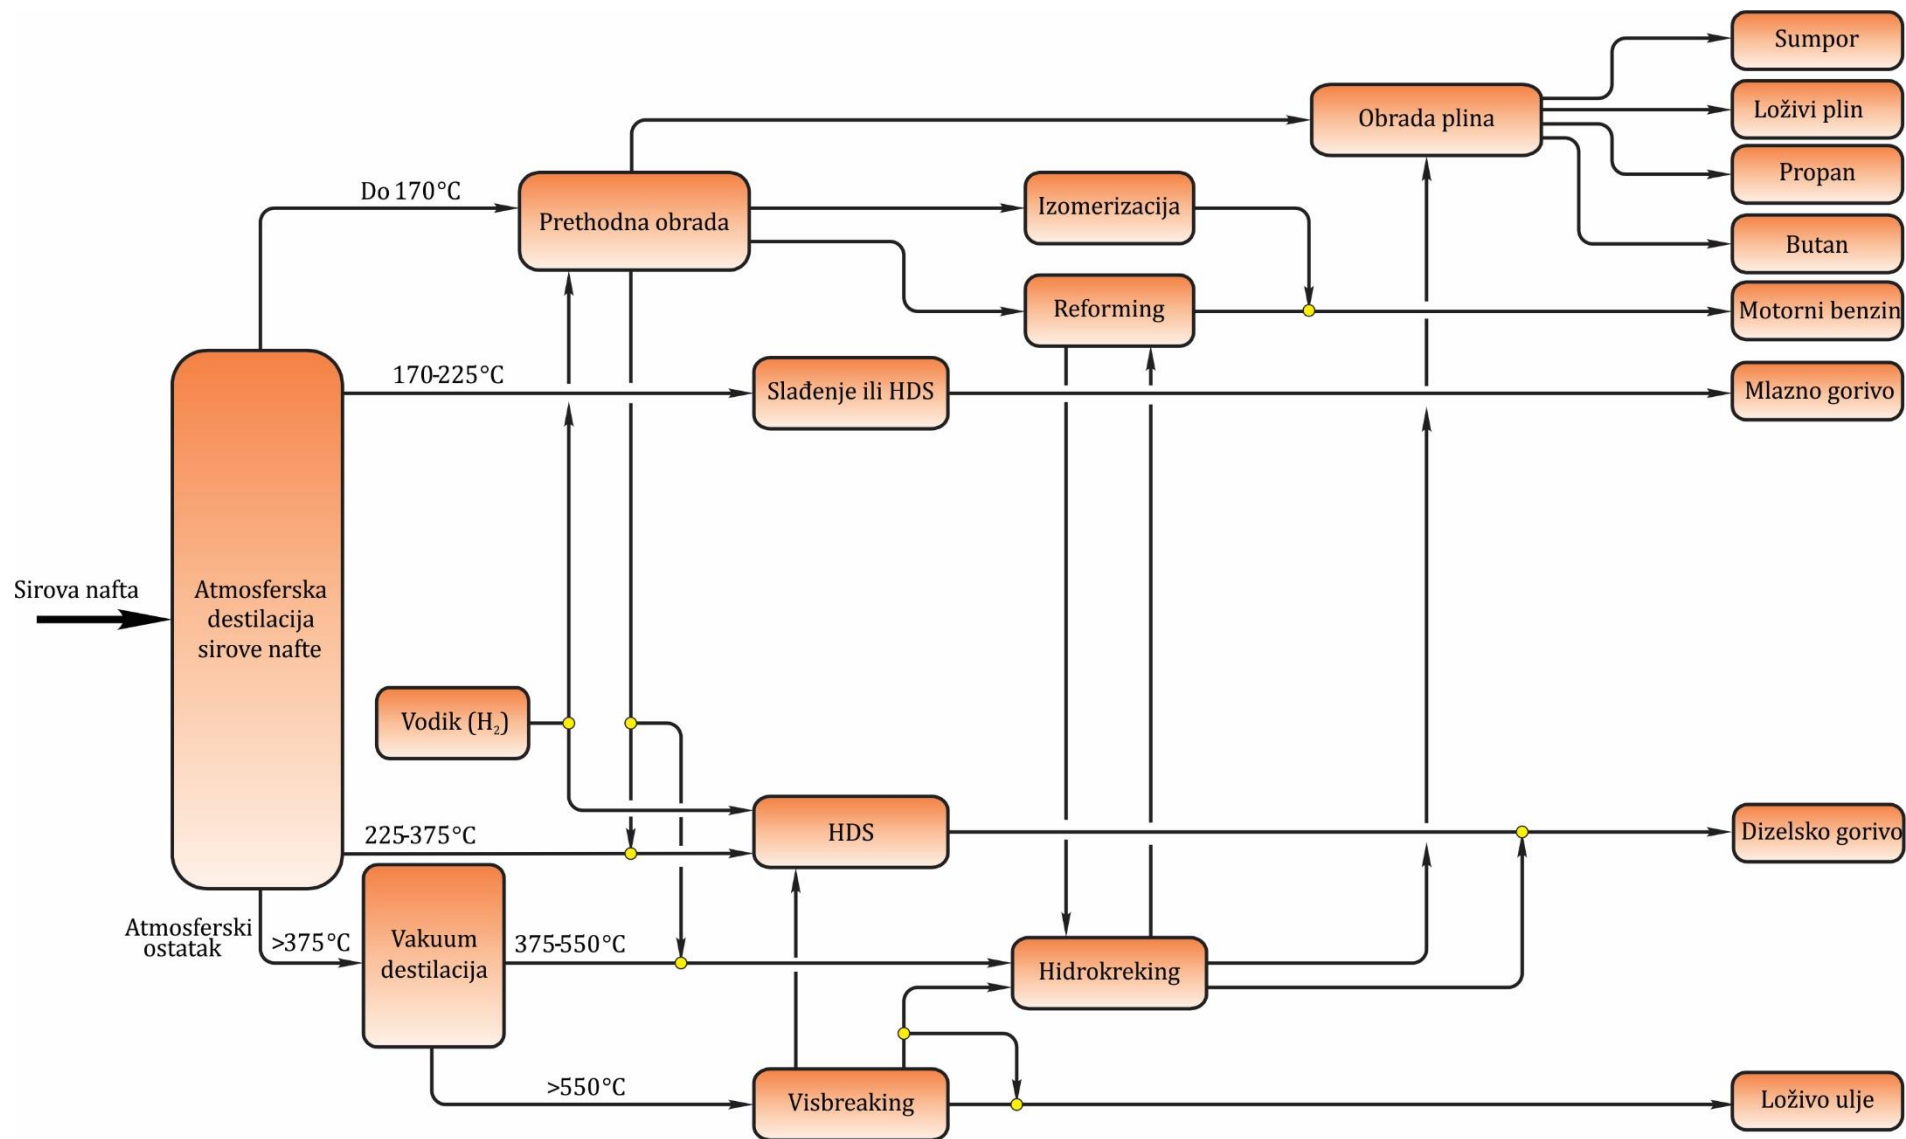 Sumpor
Loživi plin
Obrada plina
Propan
Do 170°C
Izomerizacija
Prethodna obrada
Butan
Reforming
Motorni benzin
170-225°C
Slađenje ili HDS
Mlazno gorivo
Sirova nafta
Atmosferska
destilacija
sirove nafte
Vodik (H₂)
225-375°C
HDS
Dizelsko gorivo
Atmosferski
ostatak
>375°C
Vakuum
destilacija
375-550°C
Hidrokreking
>550°C
Visbreaking
Loživo ulje